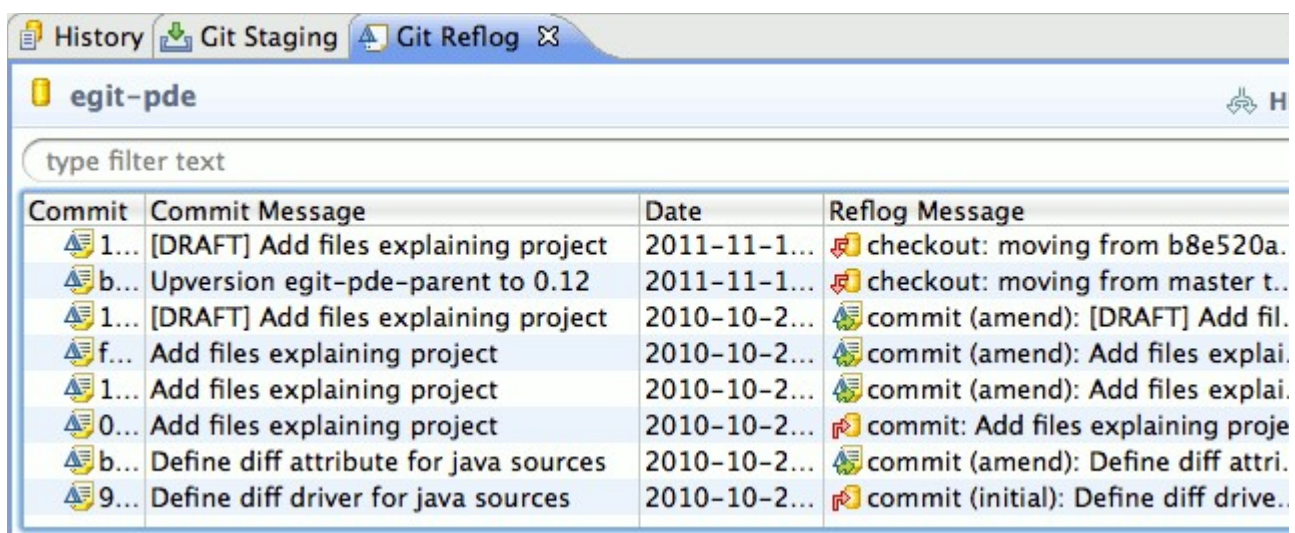 History Git Staging Git Reflog
egit-pde
type filter text
Commit Commit Message Date Reflog Message
1... [DRAFT] Add files explaining project 2011-11-1... checkout: moving from b8e520a.
b... Upversion egit-pde-parent to 0.12 2011-11-1... checkout: moving from master t..
1... [DRAFT] Add files explaining project 2010-10-2... commit (amend): [DRAFT] Add fil.
f... Add files explaining project 2010-10-2... commit (amend): Add files explai.
1... Add files explaining project 2010-10-2... commit (amend): Add files explai.
0... Add files explaining project 2010-10-2... commit: Add files explaining proje
b... Define diff attribute for java sources 2010-10-2... commit (amend): Define diff attri.
9... Define diff driver for java sources 2010-10-2... commit (initial): Define diff drive..